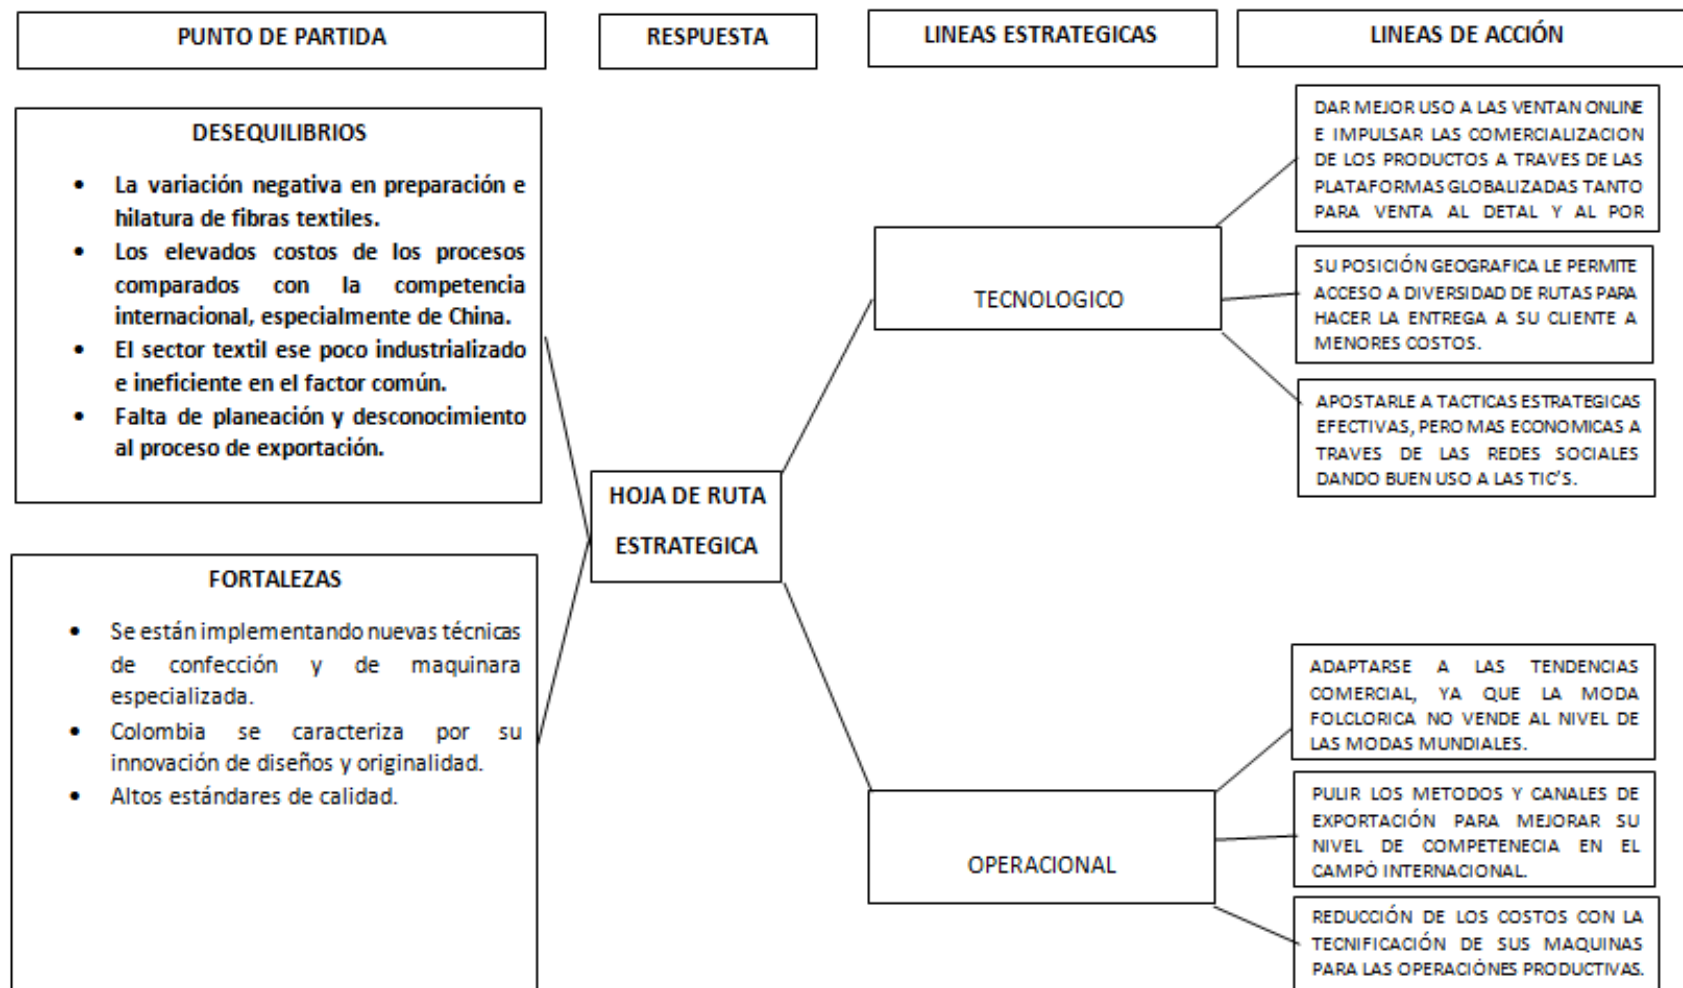 PUNTO DE PARTIDA
RESPUESTA
LINEAS ESTRATEGICAS
LINEAS DE ACCIÓN
DESEQUILIBRIOS
• La variación negativa en preparación e
hilatura de fibras textiles.
• Los elevados costos de los procesos
comparados con la competencia
internacional, especialmente de China.
• El sector textil ese poco industrializado
e ineficiente en el factor común.
• Falta de planeación y desconocimiento
al proceso de exportación.
FORTALEZAS
• Se están implementando nuevas técnicas
de confección y de maquinara
especializada.
• Colombia se caracteriza por su
innovación de diseños y originalidad.
• Altos estándares de calidad.
HOJA DE RUTA
ESTRATEGICA
TECNOLOGICO
OPERACIONAL
DAR MEJOR USO A LAS VENTAN ONLINE
E IMPULSAR LAS COMERCIALIZACION
DE LOS PRODUCTOS A TRAVES DE LAS
PLATAFORMAS GLOBALIZADAS TANTO
PARA VENTA AL DETAL Y AL POR
SU POSICIÓN GEOGRAFICA LE PERMITE
ACCESO A DIVERSIDAD DE RUTAS PARA
HACER LA ENTREGA A SU CLIENTE A
MENORES COSTOS.
APOSTARLE A TACTICAS ESTRATEGICAS
EFECTIVAS, PERO MAS ECONOMICAS A
TRAVES DE LAS REDES SOCIALES
DANDO BUEN USO A LAS TIC'S.
ADAPTARSE A LAS TENDENCIAS
COMERCIAL, YA QUE LA MODA
FOLCLORICA NO VENDE AL NIVEL DE
LAS MODAS MUNDIALES.
PULIR LOS METODOS Y CANALES DE
EXPORTACIÓN PARA MEJORAR SU
NIVEL DE COMPETENECIA EN EL
CAMPÓ INTERNACIONAL.
REDUCCIÓN DE LOS COSTOS CON LA
TECNIFICACIÓN DE SUS MAQUINAS
PARA LAS OPERACIÓNES PRODUCTIVAS.